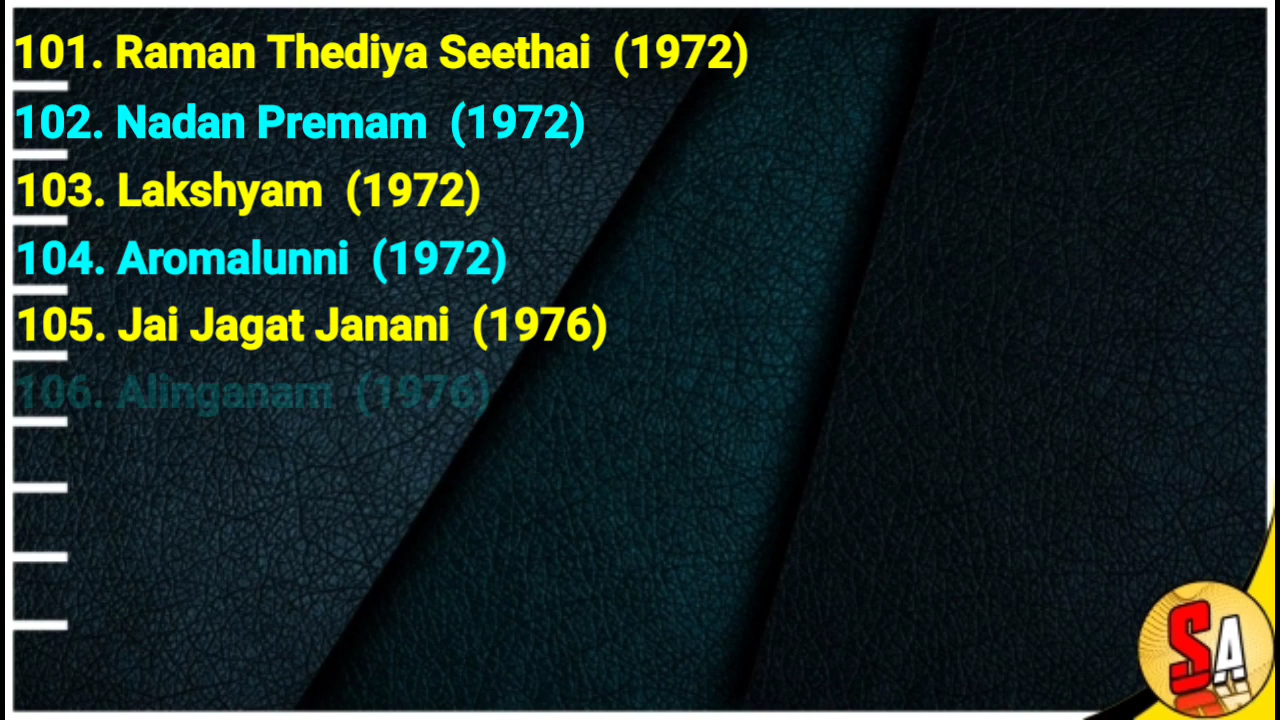 101. Raman Thediya Seethai (1972)
102. Nadan Premam (1972)
103. Lakshyam (1972)
104. Aromalunni (1972)
105. Jai Jagat Janani (1976)
106. Alinganam (1976)
SA